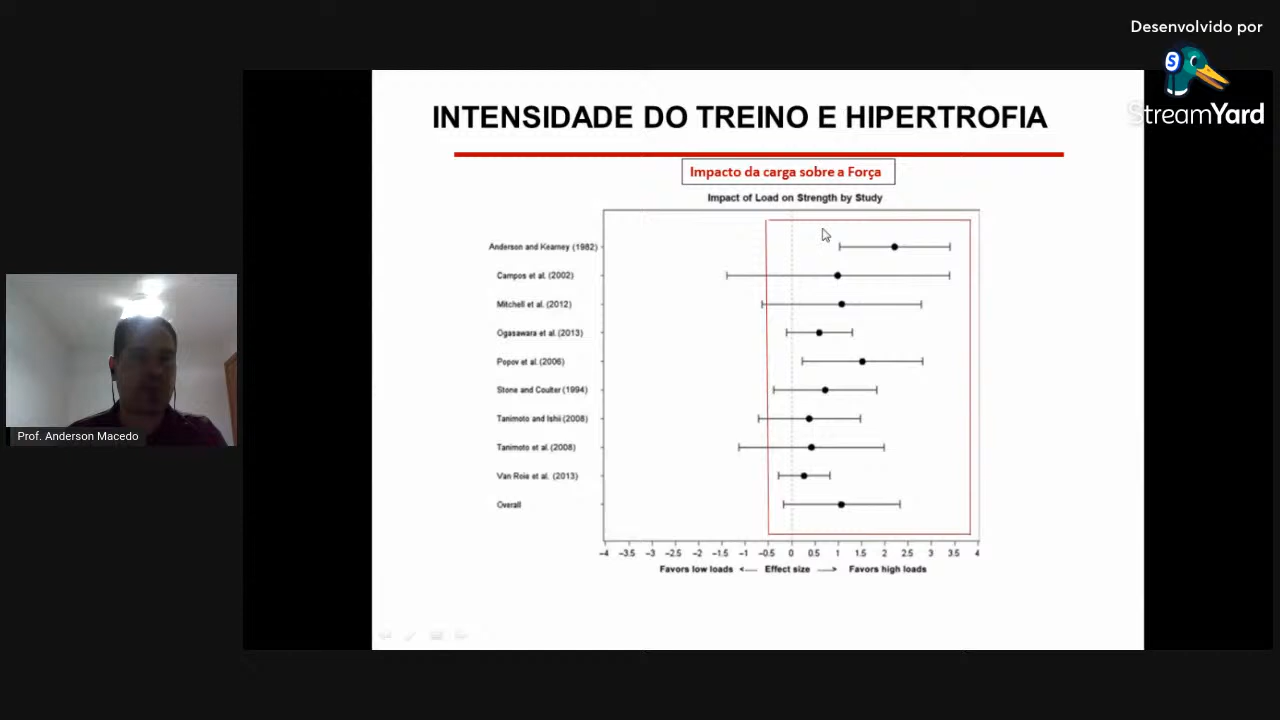 Desenvolvido por
StreamYard
INTENSIDADE DO TREINO E HIPERTROFIA
Impacto da carga sobre a Força
Impact of Load on Strength by Study
Anderson and Kearney (1982)
Campos et al. (2002)
Mitchell et al. (2012)
Ogasawara et al. (2013)
Popov et al. (2006)
Stone and Coulter (1994)
Tanimoto and Ishii (2008)
Tanimoto et al. (2008)
Van Roie et al. (2013)
Overall
-4 -3.5 -3 -2.5 -2 -1.5 -1 -0.5 0 0.5 1 1.5 2 2.5 3 3.5 4
Favors low loads <---- Effect size ----> Favors high loads
Prof. Anderson Macedo